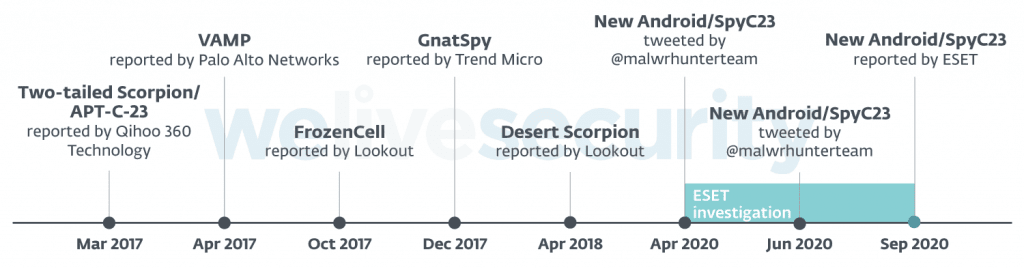 Two-tailed Scorpion/
APT-C-23
reported by Qihoo 360
Technology
VAMP
reported by Palo Alto Networks
FrozenCell
reported by Lookout
GnatSpy
reported by Trend Micro
Desert Scorpion
reported by Lookout
New Android/SpyC23
tweeted by
@malwrhunterteam
New Android/SpyC23
tweeted by
@malwrhunterteam
New Android/SpyC23
reported by ESET
welivesecurity
ESET
investigation
Mar 2017
Apr 2017
Oct 2017
Dec 2017
Apr 2018
Apr 2020
Jun 2020
Sep 2020